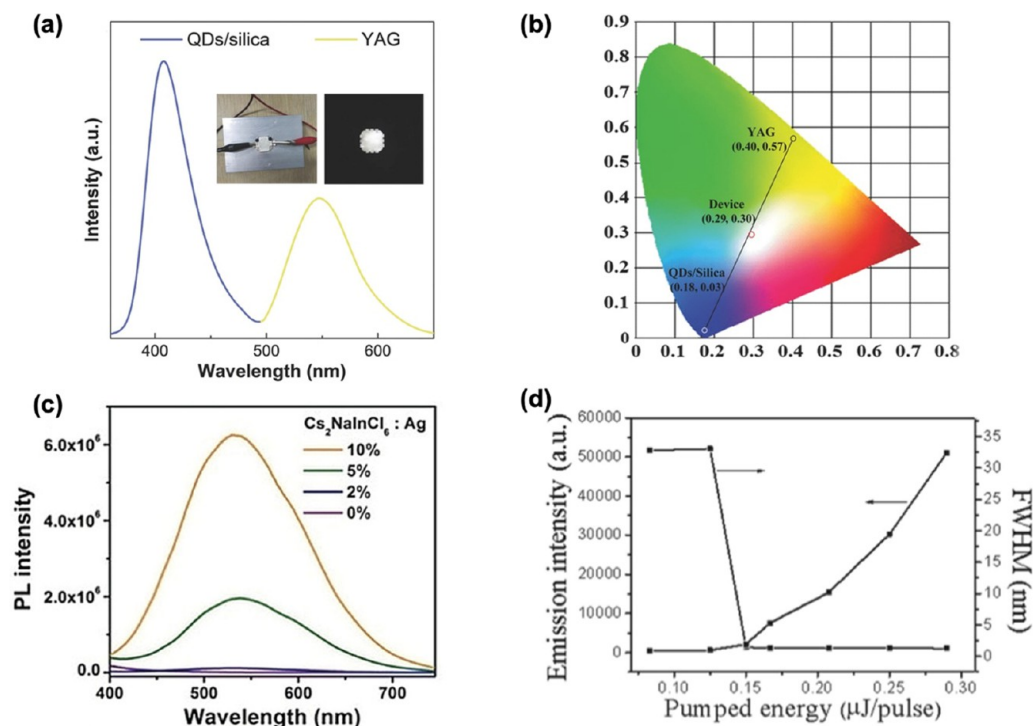 (a)
QDs/silica
YAG
Intensity (a.u.)
400
500
600
Wavelength (nm)
(b)
0.9
0.8
0.7
0.6
0.5
0.4
0.3
0.2
0.1
0
YAG
(0.40, 0.57)
Device
(0.29, 0.30)
QDs/Silica
(0.18, 0.03)
0 0.1 0.2 0.3 0.4 0.5 0.6 0.7 0.8
(c)
Cs₂NaInCl₆ : Ag
10%
5%
2%
0%
PL intensity
6.0x10⁶
2.0x10⁶
0.0
400
500
600
700
Wavelength (nm)
(d)
Emission intensity (a.u.)
60000
50000
40000
30000
20000
10000
0
35
30
25
20
15
10
5
0
FWHM (nm)
0.10 0.15 0.20 0.25 0.30
Pumped energy (μJ/pulse)